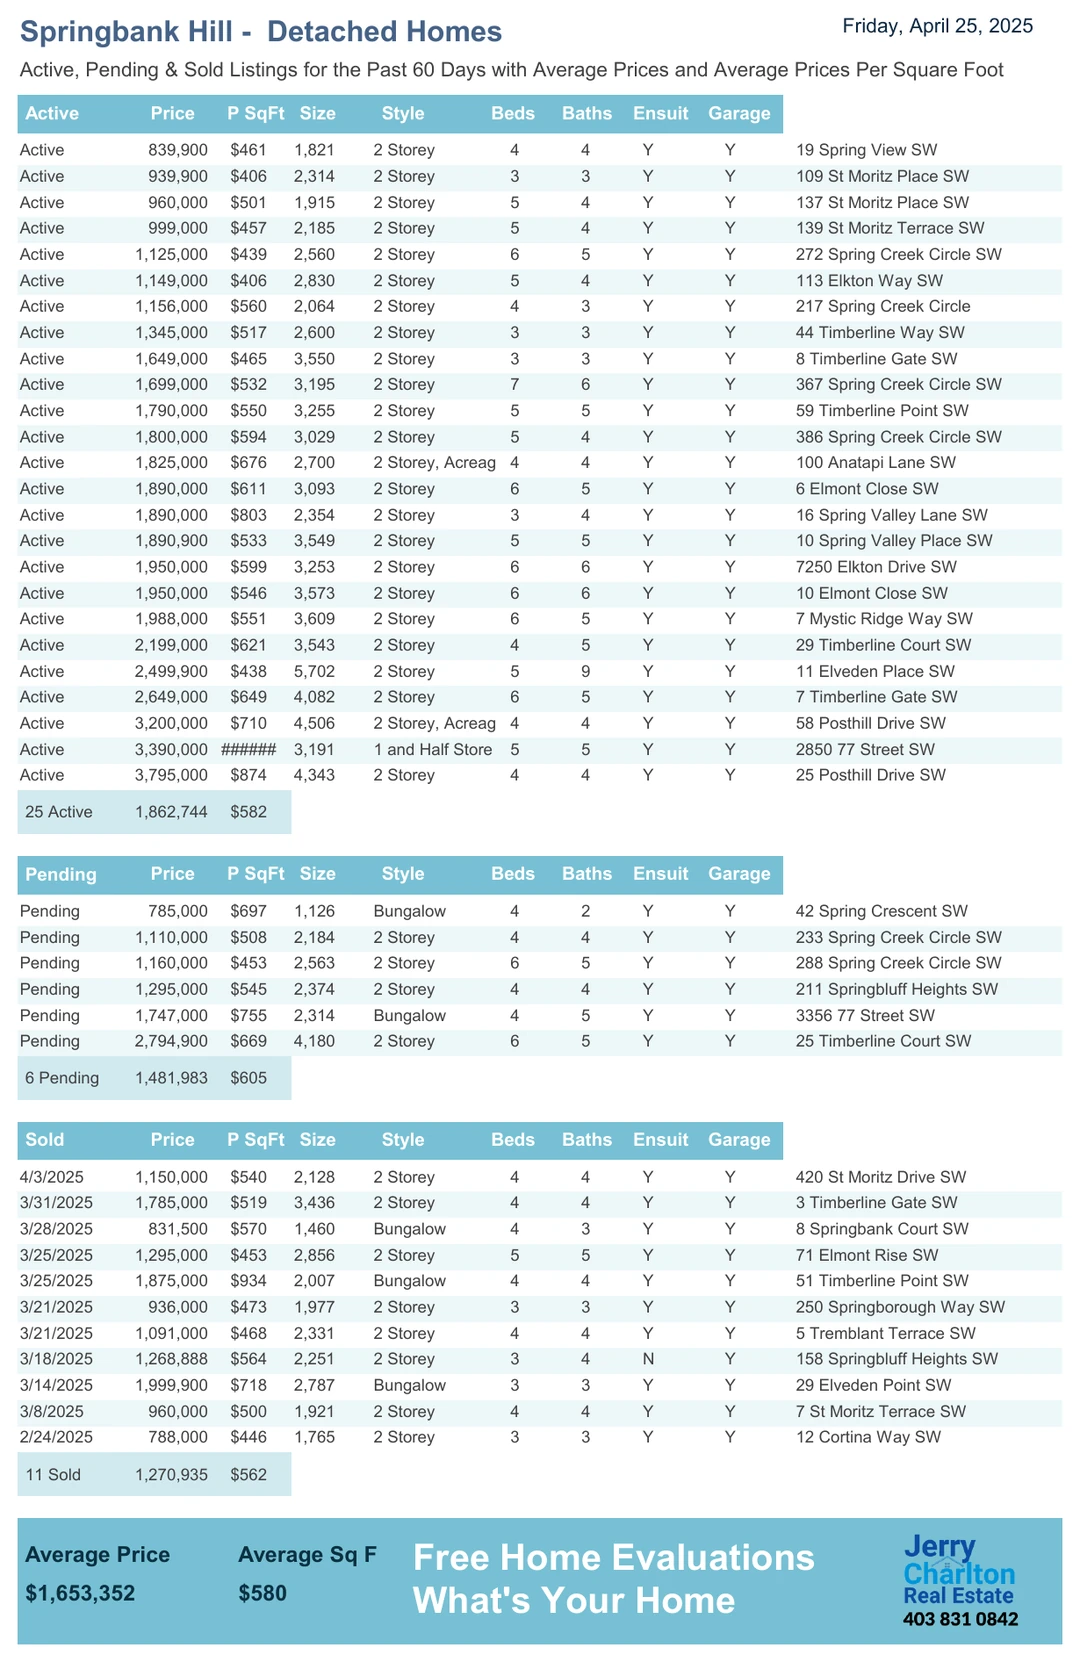 Springbank Hill - Detached Homes
Friday, April 25, 2025
Active, Pending & Sold Listings for the Past 60 Days with Average Prices and Average Prices Per Square Foot
Active Price P SqFt Size Style Beds Baths Ensuit Garage
Active 839,900 $461 1,821 2 Storey 4 4 Y Y 19 Spring View SW
Active 939,900 $406 2,314 2 Storey 3 3 Y Y 109 St Moritz Place SW
Active 960,000 $501 1,915 2 Storey 5 4 Y Y 137 St Moritz Place SW
Active 999,000 $457 2,185 2 Storey 5 4 Y Y 139 St Moritz Terrace SW
Active 1,125,000 $439 2,560 2 Storey 6 5 Y Y 272 Spring Creek Circle SW
Active 1,149,000 $406 2,830 2 Storey 5 4 Y Y 113 Elkton Way SW
Active 1,156,000 $560 2,064 2 Storey 4 3 Y Y 217 Spring Creek Circle
Active 1,345,000 $517 2,600 2 Storey 3 3 Y Y 44 Timberline Way SW
Active 1,649,000 $465 3,550 2 Storey 3 3 Y Y 8 Timberline Gate SW
Active 1,699,000 $532 3,195 2 Storey 7 6 Y Y 367 Spring Creek Circle SW
Active 1,790,000 $550 3,255 2 Storey 5 5 Y Y 59 Timberline Point SW
Active 1,800,000 $594 3,029 2 Storey 5 4 Y Y 386 Spring Creek Circle SW
Active 1,825,000 $676 2,700 2 Storey, Acreag 4 4 Y Y 100 Anatapi Lane SW
Active 1,890,000 $611 3,093 2 Storey 6 5 Y Y 6 Elmont Close SW
Active 1,890,000 $803 2,354 2 Storey 3 4 Y Y 16 Spring Valley Lane SW
Active 1,890,900 $533 3,549 2 Storey 5 5 Y Y 10 Spring Valley Place SW
Active 1,950,000 $599 3,253 2 Storey 6 6 Y Y 7250 Elkton Drive SW
Active 1,950,000 $546 3,573 2 Storey 6 6 Y Y 10 Elmont Close SW
Active 1,988,000 $551 3,609 2 Storey 6 5 Y Y 7 Mystic Ridge Way SW
Active 2,199,000 $621 3,543 2 Storey 4 5 Y Y 29 Timberline Court SW
Active 2,499,900 $438 5,702 2 Storey 5 9 Y Y 11 Elveden Place SW
Active 2,649,000 $649 4,082 2 Storey 6 5 Y Y 7 Timberline Gate SW
Active 3,200,000 $710 4,506 2 Storey, Acreag 4 4 Y Y 58 Posthill Drive SW
Active 3,390,000 ###### 3,191 1 and Half Store 5 5 Y Y 2850 77 Street SW
Active 3,795,000 $874 4,343 2 Storey 4 4 Y Y 25 Posthill Drive SW
25 Active 1,862,744 $582
Pending Price P SqFt Size Style Beds Baths Ensuit Garage
Pending 785,000 $697 1,126 Bungalow 4 2 Y Y 42 Spring Crescent SW
Pending 1,110,000 $508 2,184 2 Storey 4 4 Y Y 233 Spring Creek Circle SW
Pending 1,160,000 $453 2,563 2 Storey 6 5 Y Y 288 Spring Creek Circle SW
Pending 1,295,000 $545 2,374 2 Storey 4 4 Y Y 211 Springbluff Heights SW
Pending 1,747,000 $755 2,314 Bungalow 4 5 Y Y 3356 77 Street SW
Pending 2,794,900 $669 4,180 2 Storey 6 5 Y Y 25 Timberline Court SW
6 Pending 1,481,983 $605
Sold Price P SqFt Size Style Beds Baths Ensuit Garage
4/3/2025 1,150,000 $540 2,128 2 Storey 4 4 Y Y 420 St Moritz Drive SW
3/31/2025 1,785,000 $519 3,436 2 Storey 4 4 Y Y 3 Timberline Gate SW
3/28/2025 831,500 $570 1,460 Bungalow 4 3 Y Y 8 Springbank Court SW
3/25/2025 1,295,000 $453 2,856 2 Storey 5 5 Y Y 71 Elmont Rise SW
3/25/2025 1,875,000 $934 2,007 Bungalow 4 4 Y Y 51 Timberline Point SW
3/21/2025 936,000 $473 1,977 2 Storey 3 3 Y Y 250 Springborough Way SW
3/21/2025 1,091,000 $468 2,331 2 Storey 4 4 Y Y 5 Tremblant Terrace SW
3/18/2025 1,268,888 $564 2,251 2 Storey 3 4 N Y 158 Springbluff Heights SW
3/14/2025 1,999,900 $718 2,787 Bungalow 3 3 Y Y 29 Elveden Point SW
3/8/2025 960,000 $500 1,921 2 Storey 4 4 Y Y 7 St Moritz Terrace SW
2/24/2025 788,000 $446 1,765 2 Storey 3 3 Y Y 12 Cortina Way SW
11 Sold 1,270,935 $562
Average Price Average Sq F
$1,653,352 $580
Free Home Evaluations
What's Your Home
Jerry
Charlton
Real Estate
403 831 0842